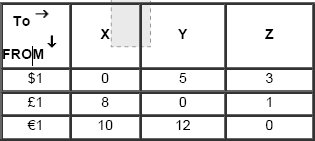 To →
FROM ↓ X Y Z
$1 0 5 3
£1 8 0 1
€1 10 12 0